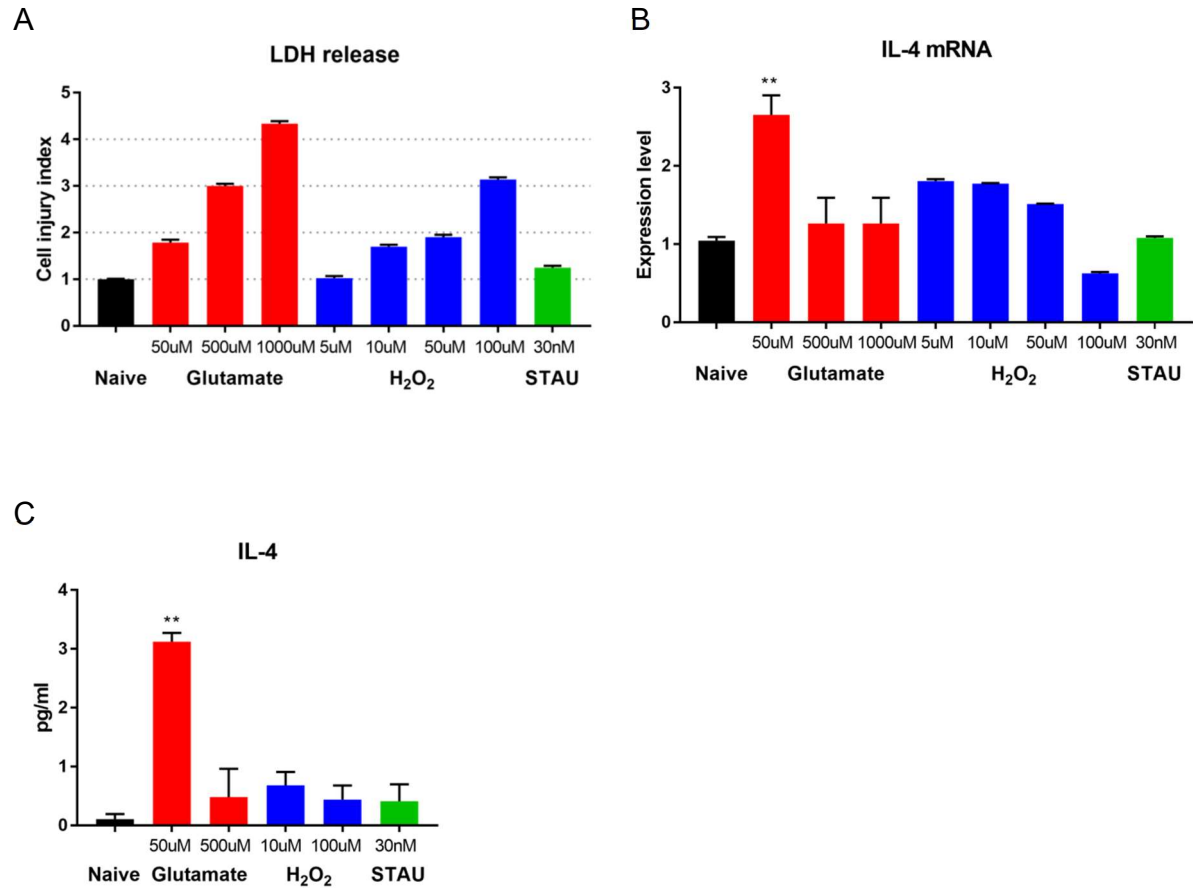 A
LDH release
Cell injury index
5
4
3
2
1
0
50uM 500uM 1000uM 5uM 10uM 50uM 100uM 30nM
Naive Glutamate H₂O₂ STAU
B
IL-4 mRNA
Expression level
3
2
1
0
**
50uM 500uM 1000uM 5uM 10uM 50uM 100uM 30nM
Naive Glutamate H₂O₂ STAU
C
IL-4
pg/ml
4
3
2
1
0
**
50uM 500uM 10uM 100uM 30nM
Naive Glutamate H₂O₂ STAU